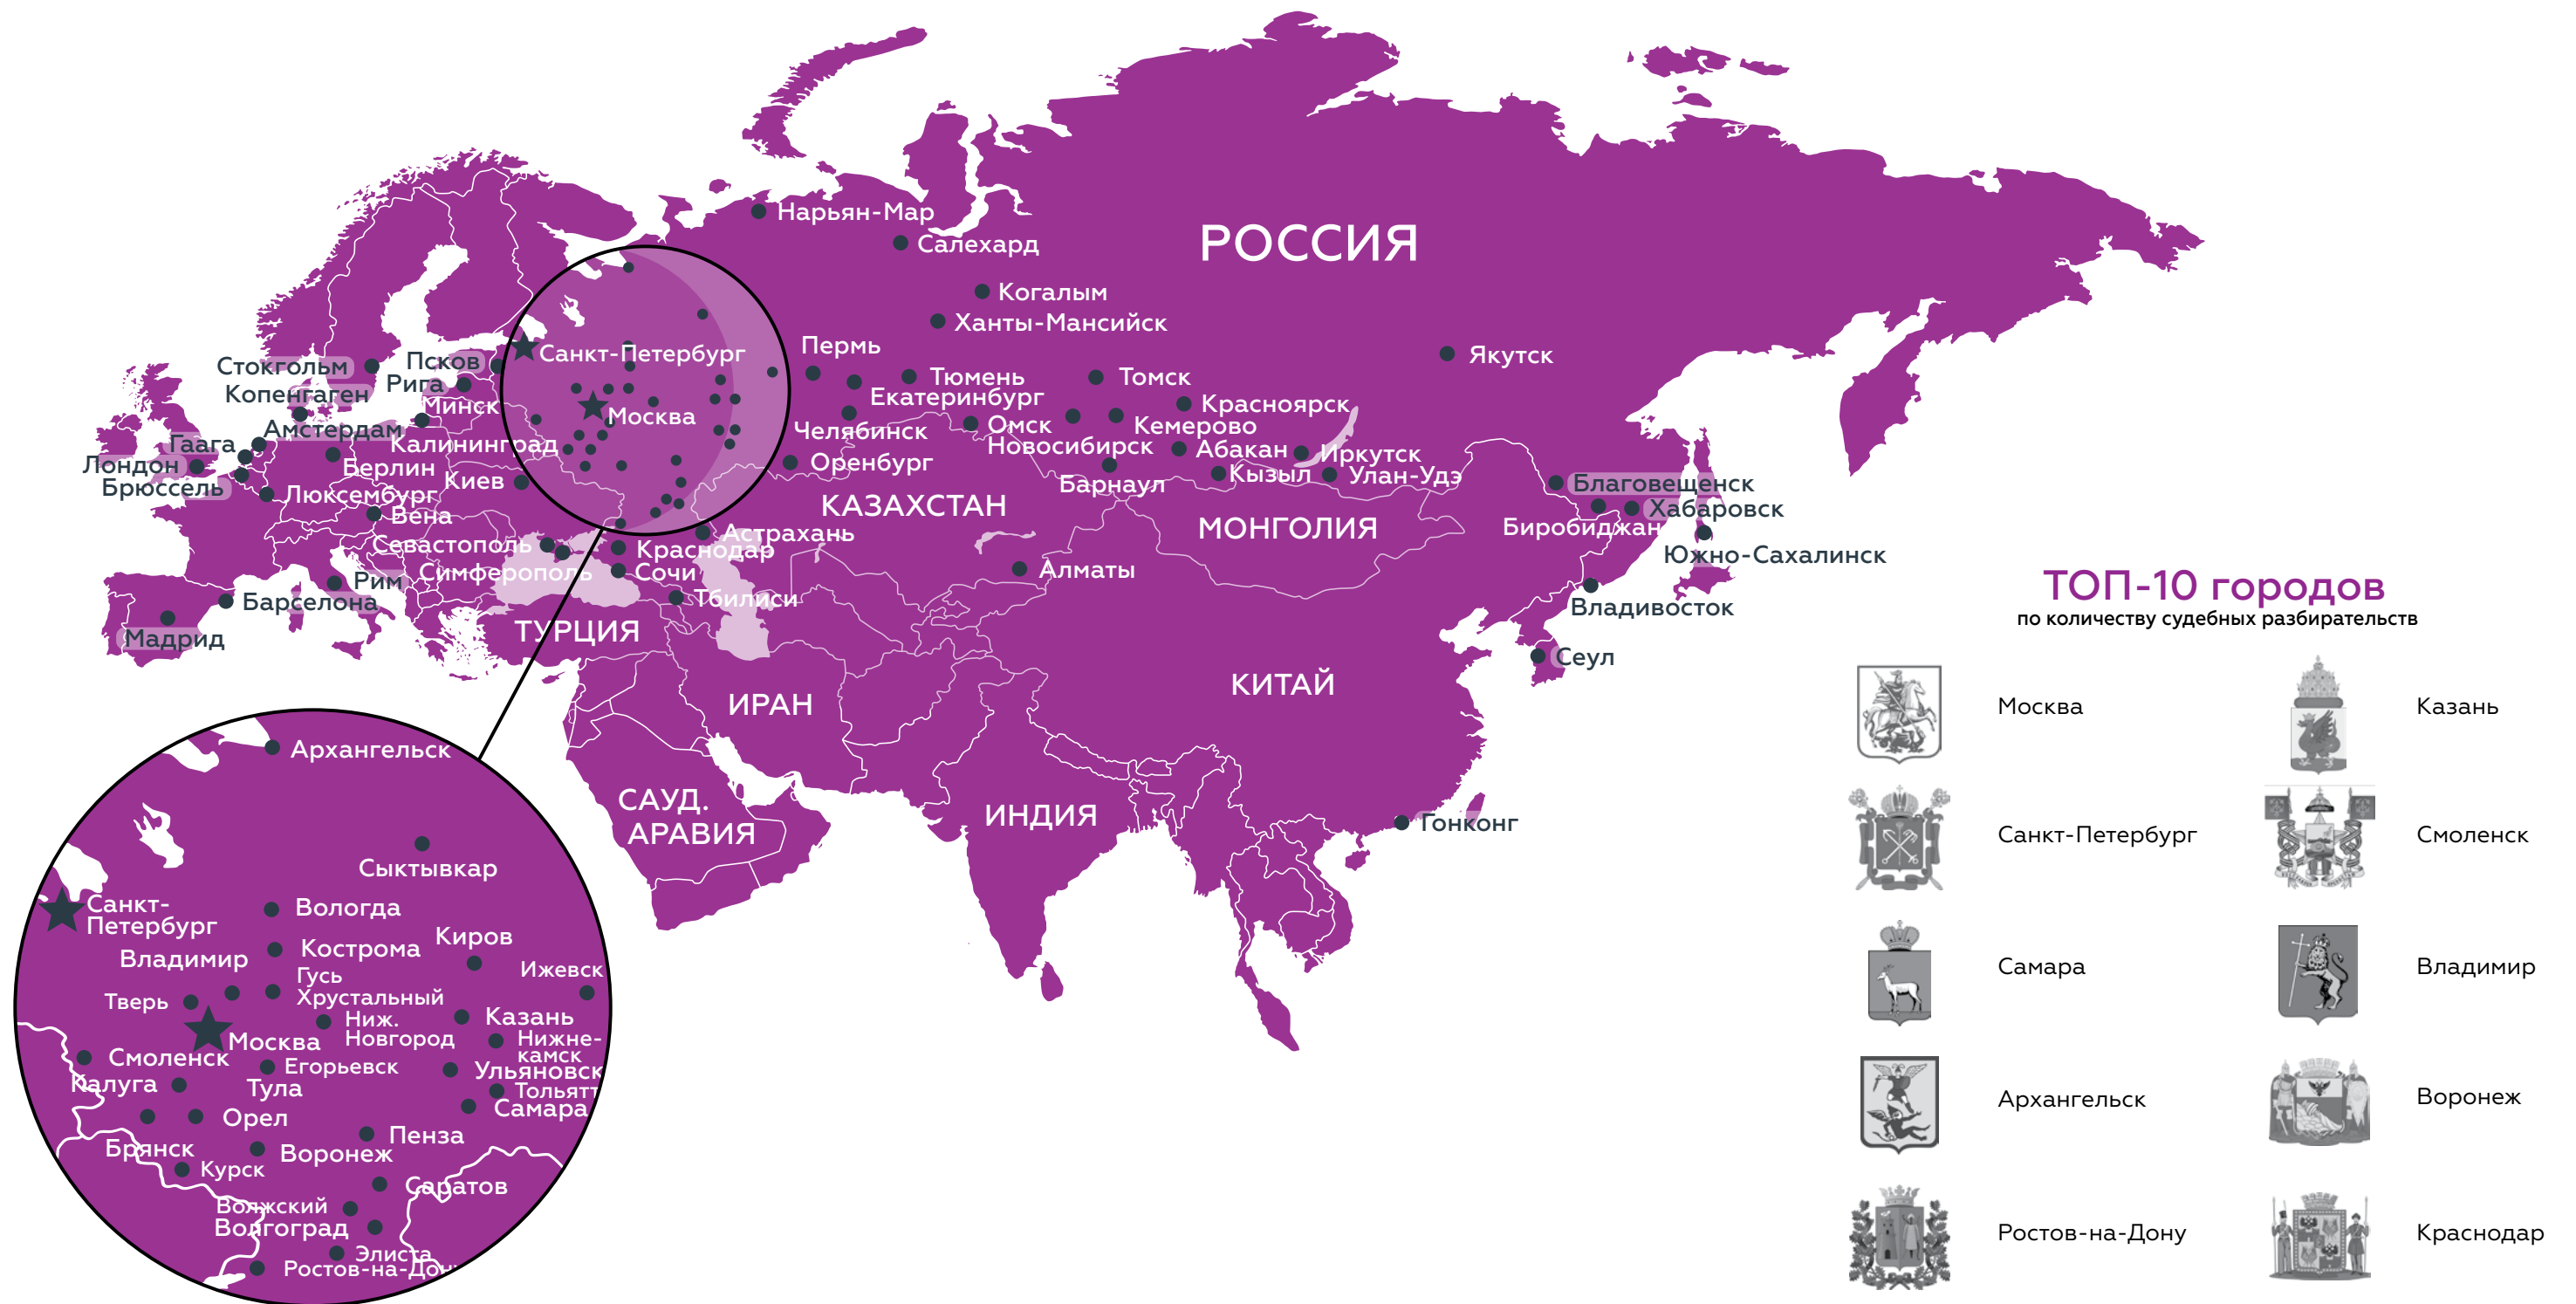 Нарьян-Мар
Салехард
РОССИЯ
Когалым
Ханты-Мансийск
Якутск
Пермь
Тюмень
Екатеринбург
Томск
Красноярск
Челябинск
Омск
Новосибирск
Кемерово
Оренбург
Барнаул
Абакан
Кызыл
Иркутск
Улан-Удэ
Стокгольм
Псков
Копенгаген
Рига
Минск
Санкт-Петербург
Москва
Гаага
Амстердам
Калининград
Лондон
Берлин
Брюссель
Люксембург
Киев
Вена
КАЗАХСТАН
МОНГОЛИЯ
Благовещенск
Хабаровск
Биробиджан
Южно-Сахалинск
Владивосток
Севастополь
Симферополь
Астрахань
Краснодар
Сочи
Тбилиси
Алматы
Рим
Барселона
Мадрид
ТУРЦИЯ
Сеул
ИРАН
КИТАЙ
САУД.
АРАВИЯ
ИНДИЯ
Гонконг
Архангельск
Сыктывкар
Санкт-
Петербург
Вологда
Кострома
Киров
Владимир
Гусь
Хрустальный
Ижевск
Тверь
Ниж.
Новгород
Казань
Москва
Нижне-
камск
Смоленск
Егорьевск
Ульяновск
Калуга
Тула
Тольятт
Самара
Орел
Пенза
Брянск
Воронеж
Курск
Саратов
Волжский
Волгоград
Элиста
Ростов-на-Дон
ТОП-10 городов
по количеству судебных разбирательств
Москва
Санкт-Петербург
Самара
Архангельск
Ростов-на-Дону
Казань
Смоленск
Владимир
Воронеж
Краснодар